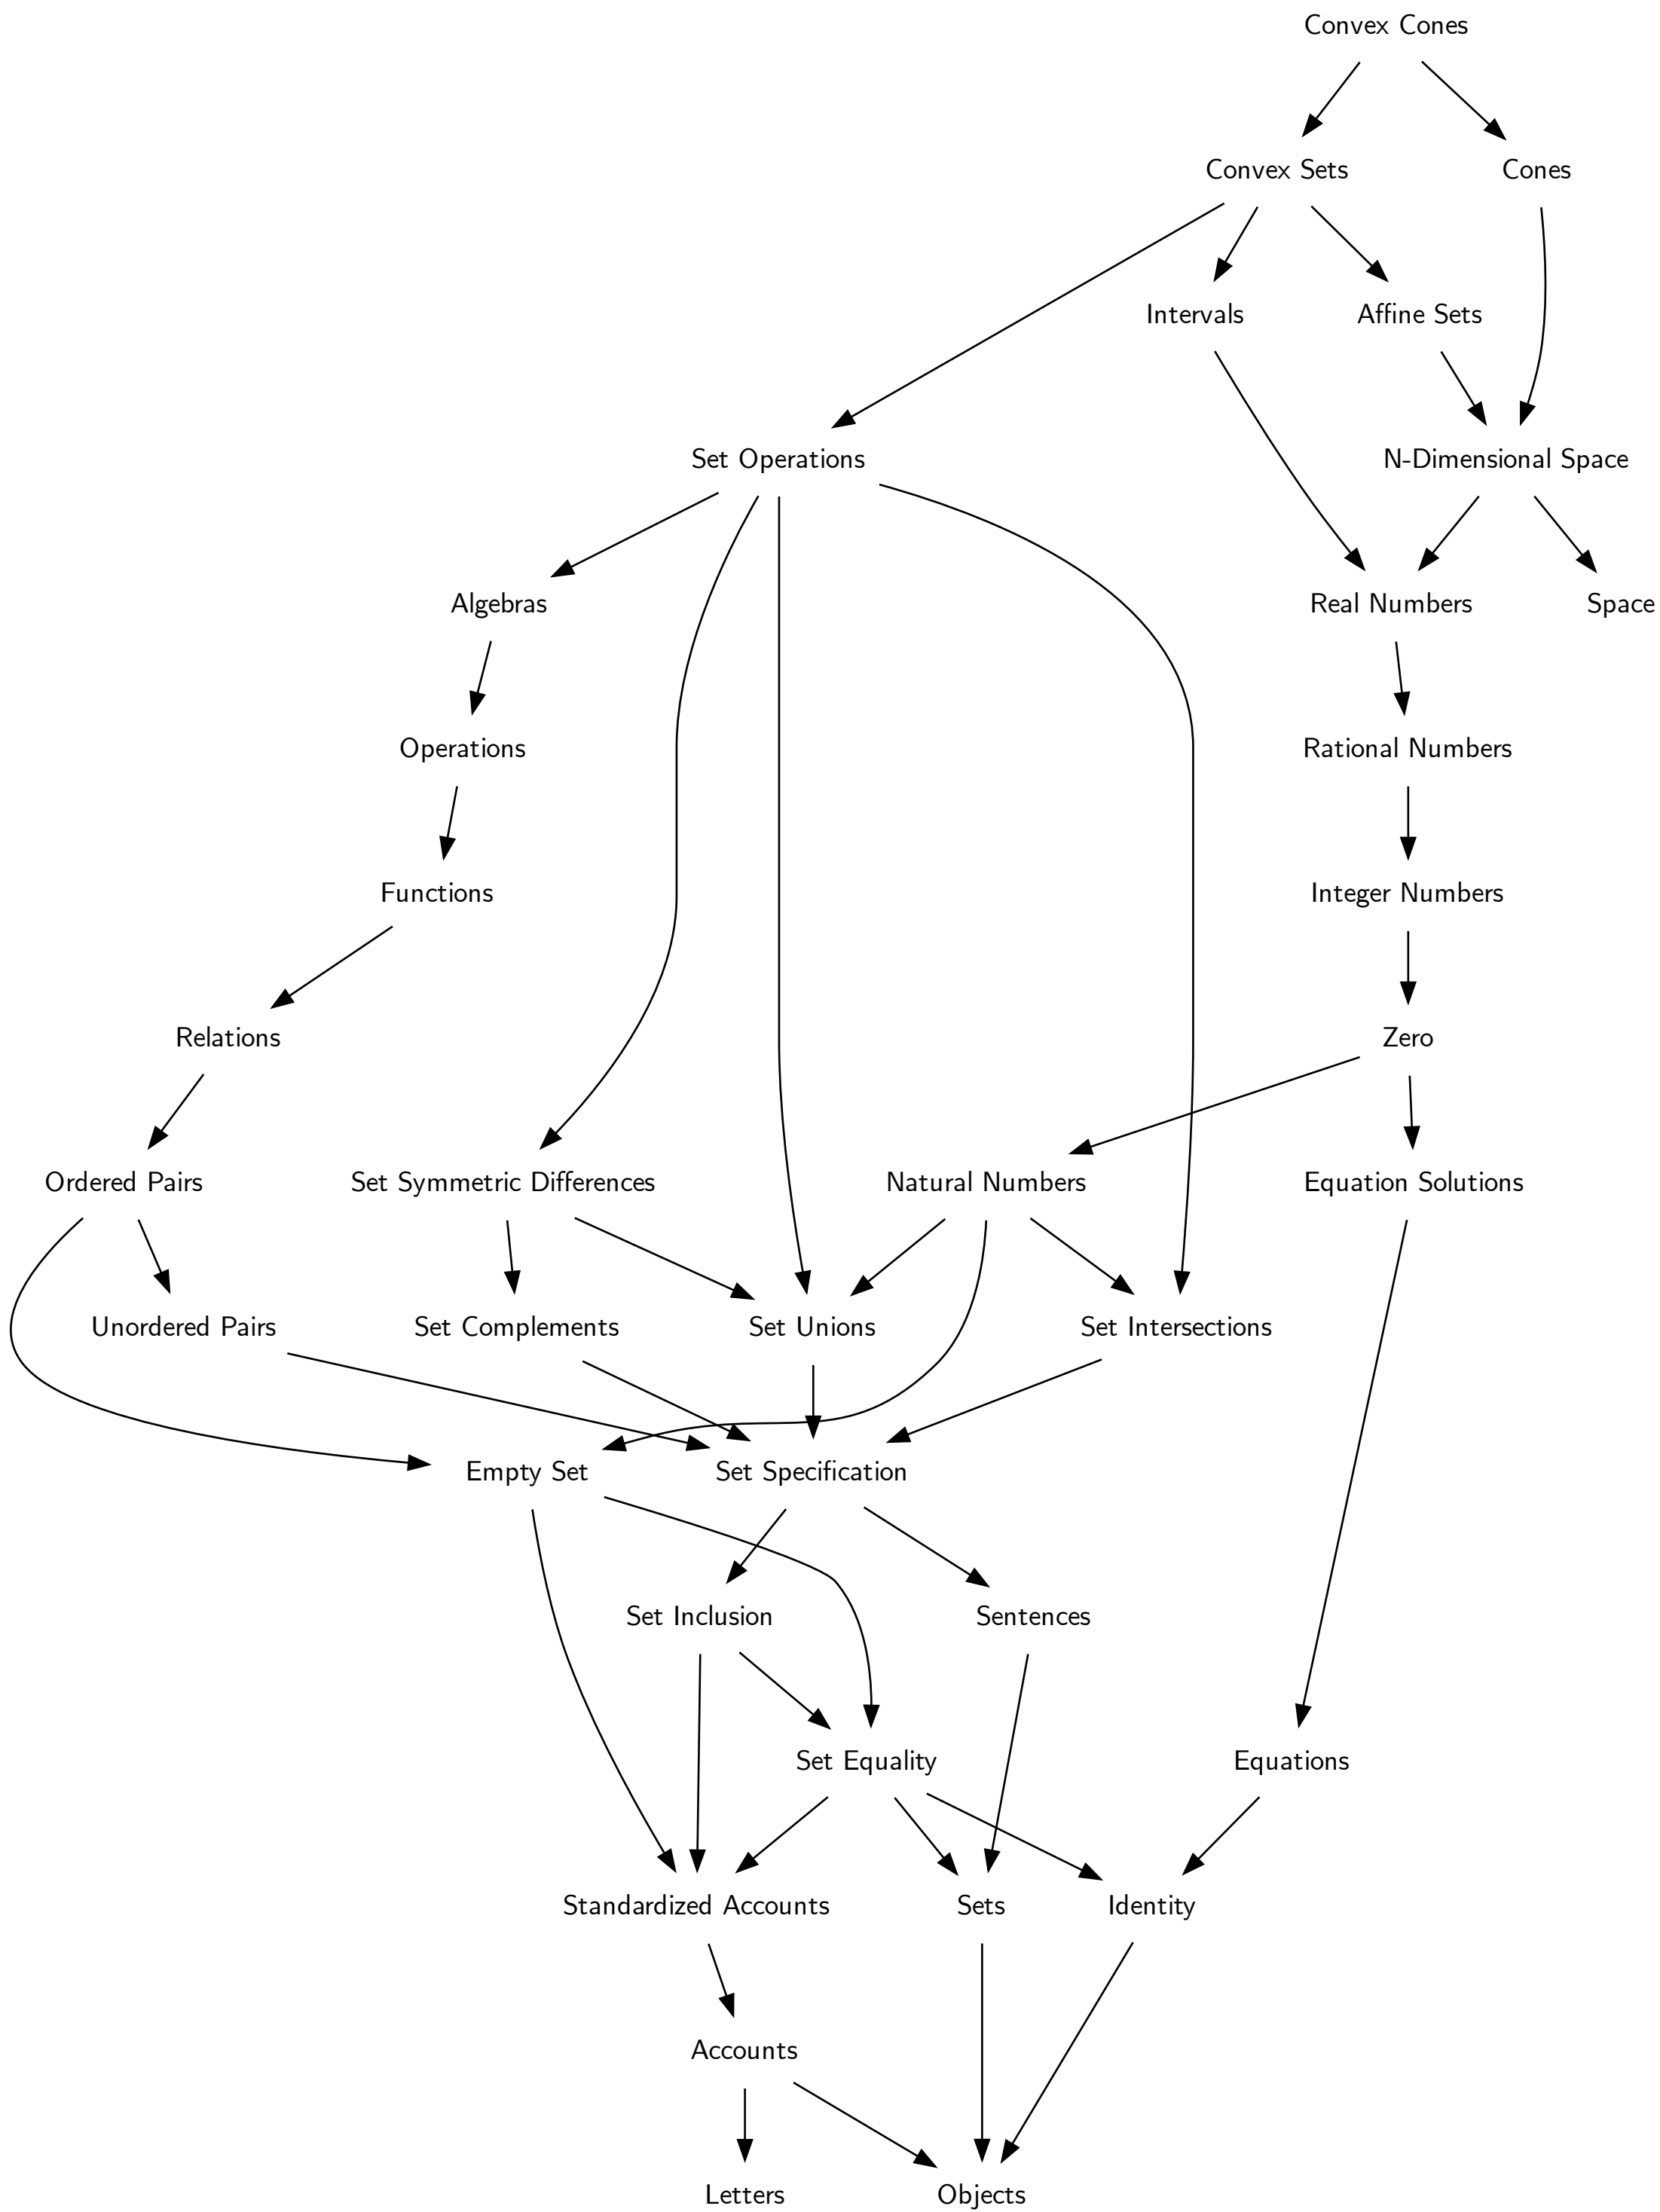 Convex Cones
Convex Sets
Cones
Intervals
Affine Sets
Set Operations
N-Dimensional Space
Algebras
Real Numbers
Space
Operations
Rational Numbers
Functions
Integer Numbers
Relations
Zero
Ordered Pairs
Set Symmetric Differences
Natural Numbers
Equation Solutions
Unordered Pairs
Set Complements
Set Unions
Set Intersections
Empty Set
Set Specification
Set Inclusion
Sentences
Set Equality
Equations
Standardized Accounts
Sets
Identity
Accounts
Letters
Objects